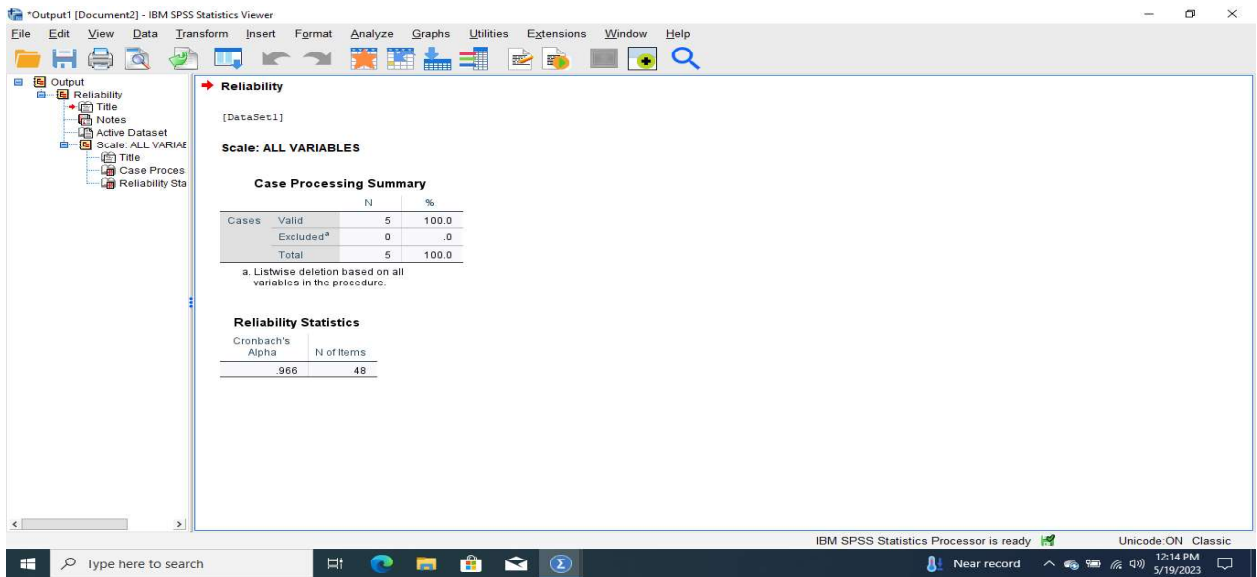 *Output1 [Document2] - IBM SPSS Statistics Viewer
File Edit View Data Transform Insert Format Analyze Graphs Utilities Extensions Window Help
Output
Reliability
Title
Notes
Active Dataset
Scale: ALL VARIAE
Title
Case Proces
Reliability Sta
Reliability
[DataSet1]
Scale: ALL VARIABLES
Case Processing Summary
N %
Cases Valid 5 100.0
Excludedª 0 .0
Total 5 100.0
a. Listwise deletion based on all
variables in the procedure.
Reliability Statistics
Cronbach's
Alpha N of Items
.966 48
IBM SPSS Statistics Processor is ready Unicode:ON Classic
Type here to search Near record 12:14 PM
5/19/2023